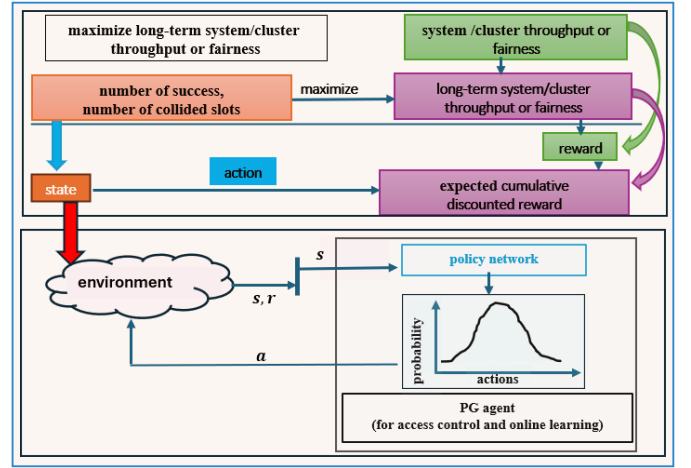 maximize long-term system/cluster
throughput or fairness
system /cluster throughput or
fairness
number of success,
number of collided slots
maximize
long-term system/cluster
throughput or fairness
reward
action
state
expected cumulative
discounted reward
environment
s
s, r
policy network
probability
actions
a
PG agent
(for access control and online learning)